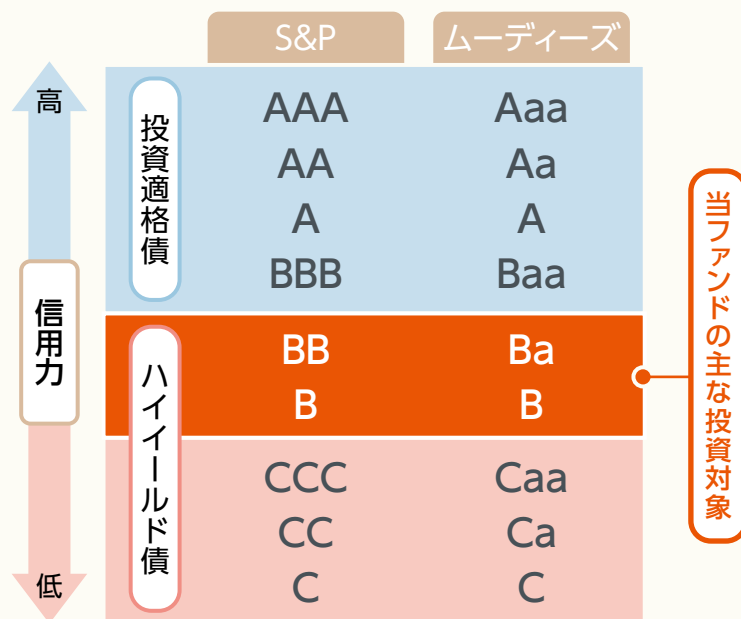 S&P ムーディーズ
高
信用力
低
投資適格債
AAA Aaa
AA Aa
A A
BBB Baa
ハイイールド債
BB Ba
B B
CCC Caa
CC Ca
C C
当ファンドの主な投資対象